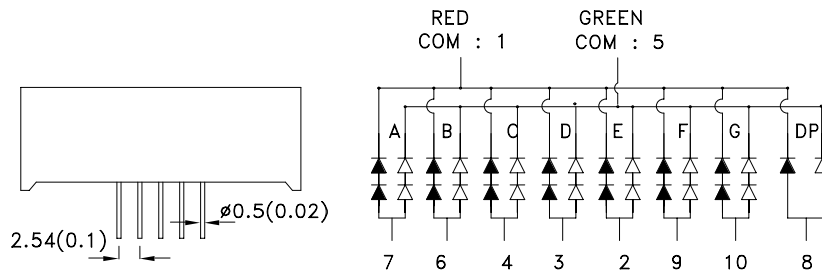 RED
COM : 1
GREEN
COM : 5
A B C D E F G DP
ø0.5(0.02)
2.54(0.1)
7 6 4 3 2 9 10 8